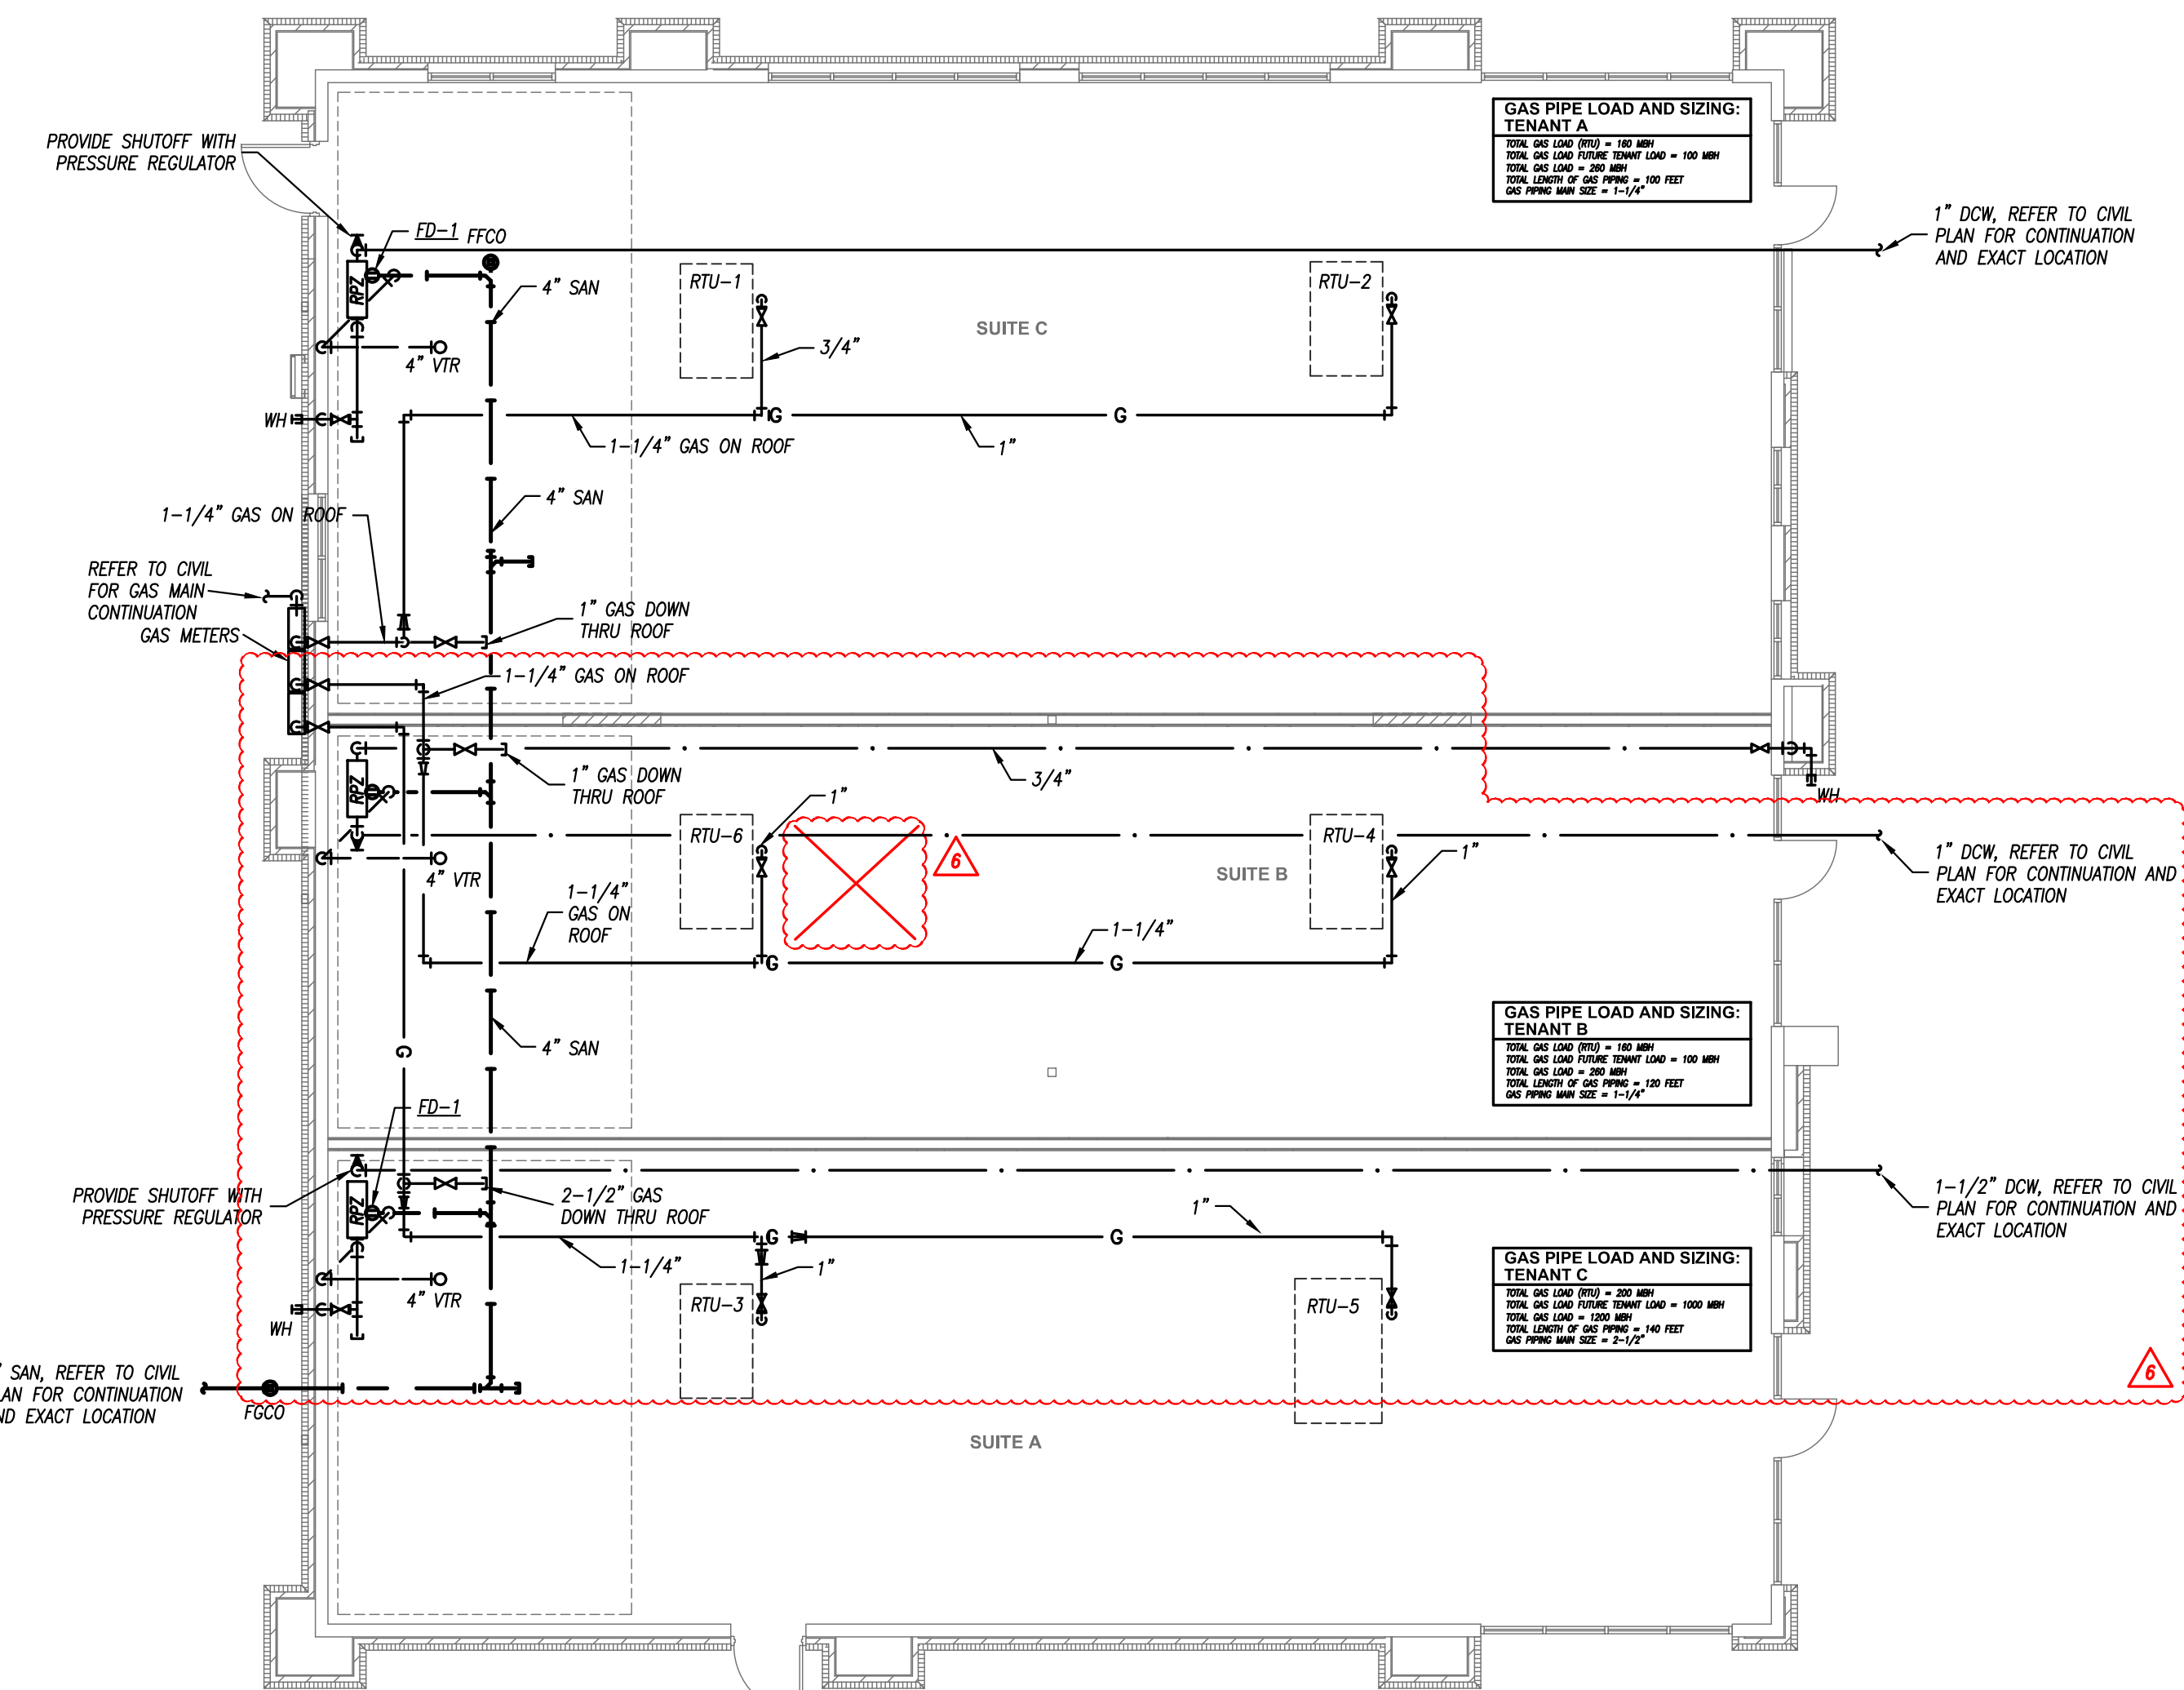 GAS PIPE LOAD AND SIZING:
TENANT A
TOTAL GAS LOAD (RTU) = 160 MBH
TOTAL GAS LOAD FUTURE TENANT LOAD = 100 MBH
TOTAL GAS LOAD = 260 MBH
TOTAL LENGTH OF GAS PIPING = 100 FEET
GAS PIPING MAIN SIZE = 1-1/4"
PROVIDE SHUTOFF WITH
PRESSURE REGULATOR
1" DCW, REFER TO CIVIL
PLAN FOR CONTINUATION
AND EXACT LOCATION
FD-1
FFCO
RPZ
4" SAN
RTU-1
RTU-2
SUITE C
3/4"
4" VTR
WH
G
G
1-1/4" GAS ON ROOF
1"
4" SAN
1-1/4" GAS ON ROOF
REFER TO CIVIL
FOR GAS MAIN
CONTINUATION
GAS METERS
1" GAS DOWN
THRU ROOF
1-1/4" GAS ON ROOF
1" GAS DOWN
THRU ROOF
3/4"
WH
RPZ
1"
RTU-6
6
RTU-4
1"
SUITE B
4" VTR
1" DCW, REFER TO CIVIL
PLAN FOR CONTINUATION AND
EXACT LOCATION
1-1/4"
GAS ON
ROOF
1-1/4"
G
G
GAS PIPE LOAD AND SIZING:
TENANT B
TOTAL GAS LOAD (RTU) = 160 MBH
TOTAL GAS LOAD FUTURE TENANT LOAD = 100 MBH
TOTAL GAS LOAD = 260 MBH
TOTAL LENGTH OF GAS PIPING = 120 FEET
GAS PIPING MAIN SIZE = 1-1/4"
G
4" SAN
FD-1
PROVIDE SHUTOFF WITH
PRESSURE REGULATOR
RPZ
2-1/2" GAS
DOWN THRU ROOF
1"
1-1/2" DCW, REFER TO CIVIL
PLAN FOR CONTINUATION AND
EXACT LOCATION
G
G
1-1/4"
1"
4" VTR
RTU-3
RTU-5
WH
GAS PIPE LOAD AND SIZING:
TENANT C
TOTAL GAS LOAD (RTU) = 200 MBH
TOTAL GAS LOAD FUTURE TENANT LOAD = 1000 MBH
TOTAL GAS LOAD = 1200 MBH
TOTAL LENGTH OF GAS PIPING = 140 FEET
GAS PIPING MAIN SIZE = 2-1/2"
6
" SAN, REFER TO CIVIL
LAN FOR CONTINUATION
ND EXACT LOCATION
FGCO
SUITE A